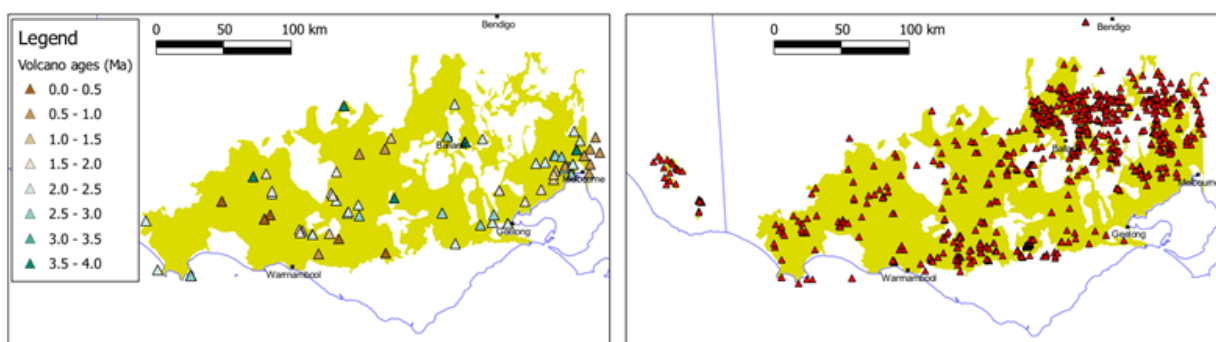 Legend
Volcano ages (Ma)
0.0 - 0.5
0.5 - 1.0
1.0 - 1.5
1.5 - 2.0
2.0 - 2.5
2.5 - 3.0
3.0 - 3.5
3.5 - 4.0
0 50 100 km
Bendigo
Melbourne
Geelong
Warrnambool
0 50 100 km
Bendigo
Melbourne
Geelong
Warrnambool